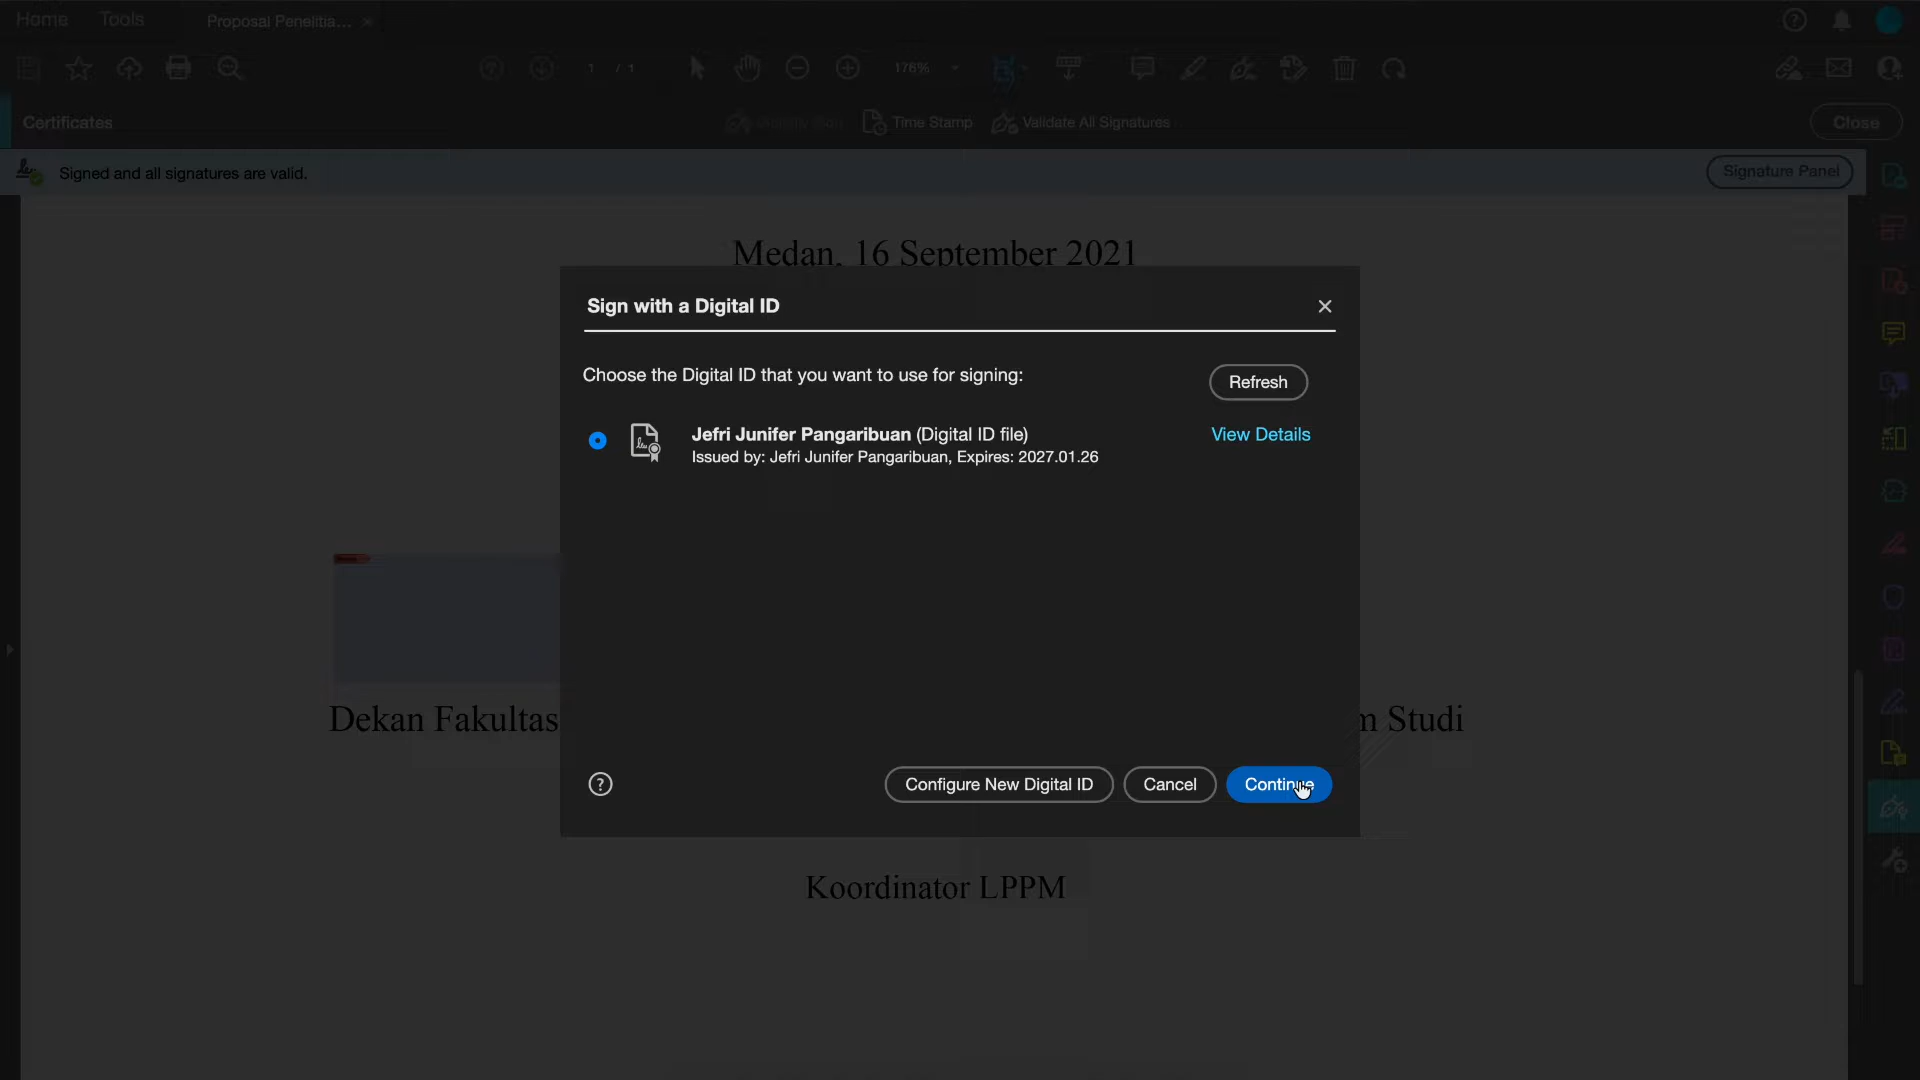 Home
Tools
Proposal Penelitia...
1 / 1
176%
Certificates
Time Stamp
Validate All Signatures
Close
Signed and all signatures are valid.
Signature Panel
Medan, 16 September 2021
Sign with a Digital ID
Choose the Digital ID that you want to use for signing:
Refresh
Jefri Junifer Pangaribuan (Digital ID file)
View Details
Issued by: Jefri Junifer Pangaribuan, Expires: 2027.01.26
Dekan Fakultas
m Studi
Configure New Digital ID
Cancel
Continue
Koordinator LPPM